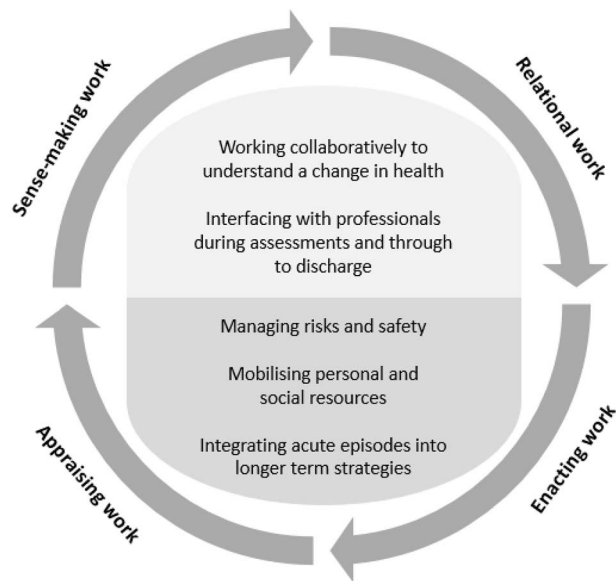 Sense-making work
Relational work
Working collaboratively to
understand a change in health
Interfacing with professionals
during assessments and through
to discharge
Managing risks and safety
Mobilising personal and
social resources
Integrating acute episodes into
longer term strategies
Appraising work
Enacting work